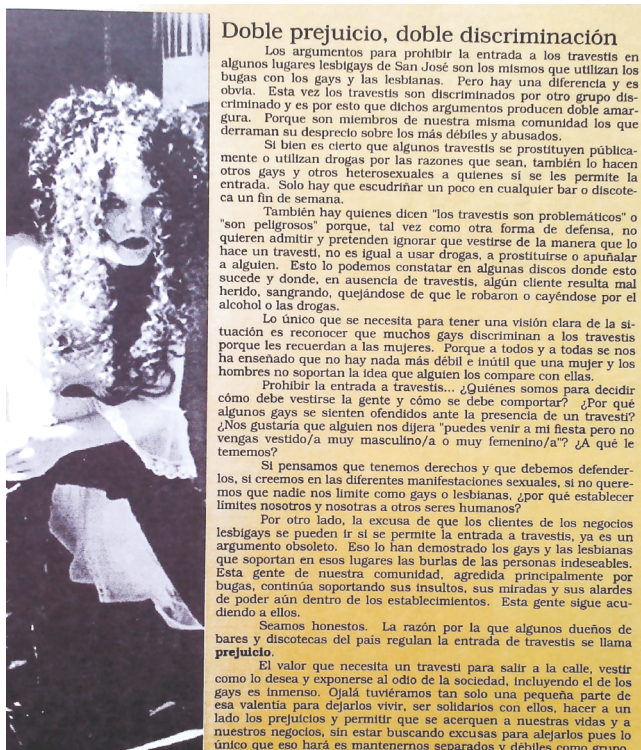 Doble prejuicio, doble discriminación
Los argumentos para prohibir la entrada a los travestis en
algunos lugares lesbigays de San José son los mismos que utilizan los
bugas con los gays y las lesbianas. Pero hay una diferencia y es
obvia. Esta vez los travestis son discriminados por otro grupo dis-
criminado y es por esto que dichos argumentos producen doble amar-
gura. Porque son miembros de nuestra misma comunidad los que
derraman su desprecio sobre los más débiles y abusados.
Si bien es cierto que algunos travestis se prostituyen pública-
mente o utilizan drogas por las razones que sean, también lo hacen
otros gays y otros heterosexuales a quienes si se les permite la
entrada. Solo hay que escudriñar un poco en cualquier bar o discote-
ca un fin de semana.
También hay quienes dicen "los travestis son problemáticos" o
"son peligrosos" porque, tal vez como otra forma de defensa, no
quieren admitir y pretenden ignorar que vestirse de la manera que lo
hace un travesti, no es igual a usar drogas, a prostituirse o apuñalar
a alguien. Esto lo podemos constatar en algunas discos donde esto
sucede y donde, en ausencia de travestis, algún cliente resulta mal
herido, sangrando, quejándose de que le robaron o cayéndose por el
alcohol o las drogas.
Lo único que se necesita para tener una visión clara de la si-
tuación es reconocer que muchos gays discriminan a los travestis
porque les recuerdan a las mujeres. Porque a todos y a todas se nos
ha enseñado que no hay nada más débil e inútil que una mujer y los
hombres no soportan la idea que alguien los compare con ellas.
Prohibir la entrada a travestis... ¿Quiénes somos para decidir
cómo debe vestirse la gente y cómo se debe comportar? ¿Por qué
algunos gays se sienten ofendidos ante la presencia de un travesti?
¿Nos gustaría que alguien nos dijera "puedes venir a mi fiesta pero no
vengas vestido/a muy masculino/a o muy femenino/a"? ¿A qué le
tememos?
Si pensamos que tenemos derechos y que debemos defender-
los, si creemos en las diferentes manifestaciones sexuales, si no quere-
mos que nadie nos limite como gays o lesbianas, ¿por qué establecer
límites nosotros y nosotras a otros seres humanos?
Por otro lado, la excusa de que los clientes de los negocios
lesbigays se pueden ir si se permite la entrada a travestis, ya es un
argumento obsoleto. Eso lo han demostrado los gays y las lesbianas
que soportan en esos lugares las burlas de las personas indeseables.
Esta gente de nuestra comunidad, agredida principalmente por
bugas, continúa soportando sus insultos, sus miradas y sus alardes
de poder aún dentro de los establecimientos. Esta gente sigue acu-
diendo a ellos.
Seamos honestos. La razón por la que algunos dueños de
bares y discotecas del país regulan la entrada de travestis se llama
prejuicio.
El valor que necesita un travesti para salir a la calle, vestir
como lo desea y exponerse al odio de la sociedad, incluyendo el de los
gays es inmenso. Ojalá tuviéramos tan solo una pequeña parte de
esa valentía para dejarlos vivir, ser solidarios con ellos, hacer a un
lado los prejuicios y permitir que se acerquen a nuestras vidas y a
nuestros negocios, sin estar buscando excusas para alejarlos pues lo
único que eso hará es mantenernos separados y débiles como grupo